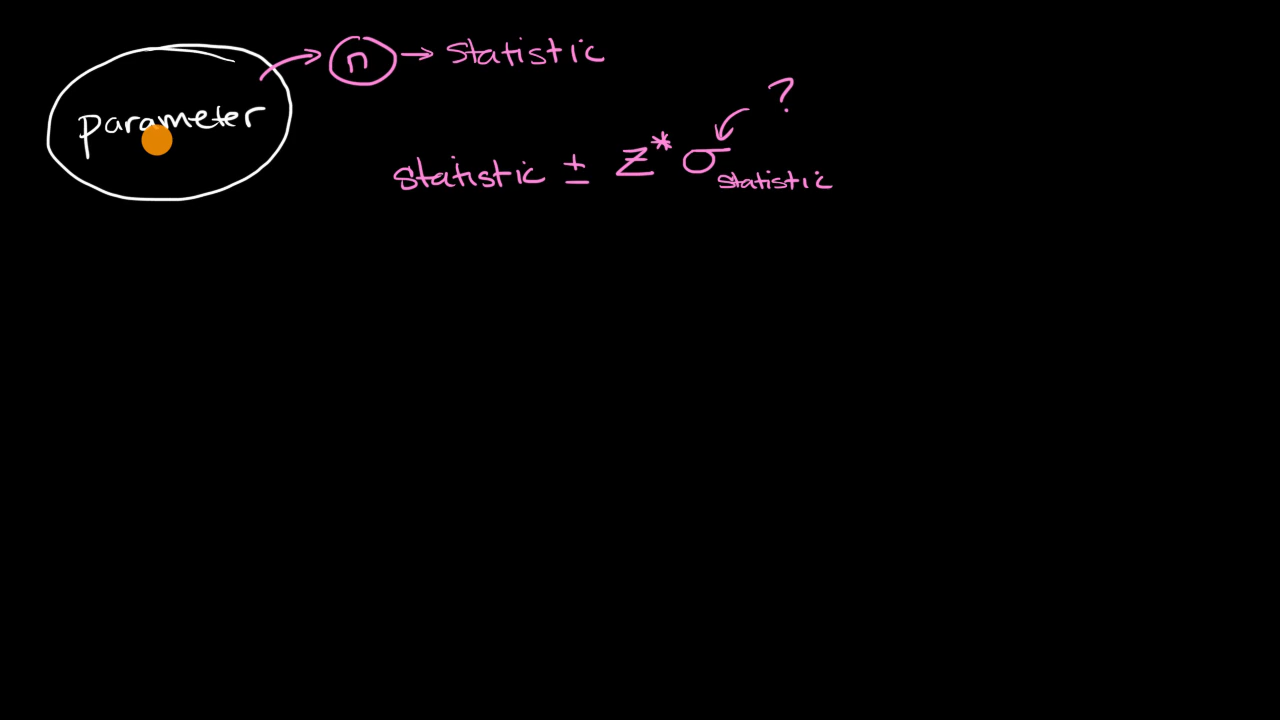 n → statistic
?
parameter
statistic ± z* σ statistic